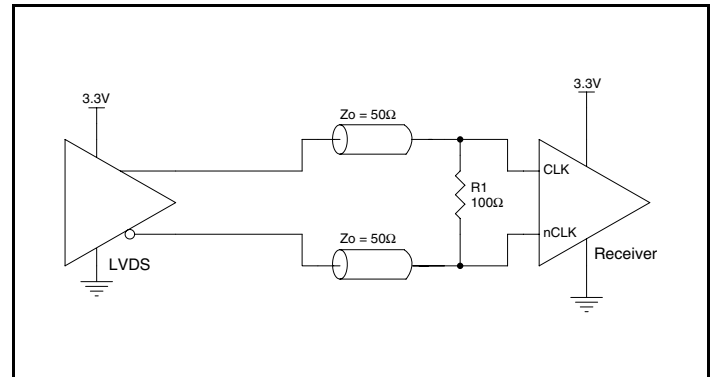 3.3V
3.3V
Zo = 50Ω
CLK
R1
100Ω
nCLK
Zo = 50Ω
Receiver
LVDS